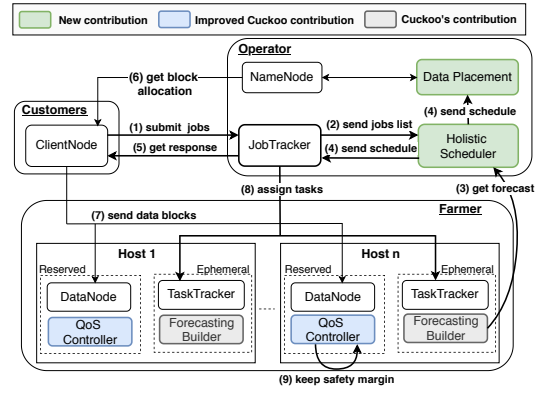 New contribution
Improved Cuckoo contribution
Cuckoo's contribution
Operator
(6) get block
allocation
NameNode
Data Placement
Customers
(4) send schedule
ClientNode
(1) submit jobs
JobTracker
(2) send jobs list
Holistic
Scheduler
(5) get response
(4) send schedule
(8) assign tasks
(3) get forecast
Farmer
(7) send data blocks
Host 1
Reserved
Ephemeral
DataNode
TaskTracker
QoS
Controller
Forecasting
Builder
....
Host n
Reserved
Ephemeral
DataNode
TaskTracker
QoS
Controller
Forecasting
Builder
(9) keep safety margin